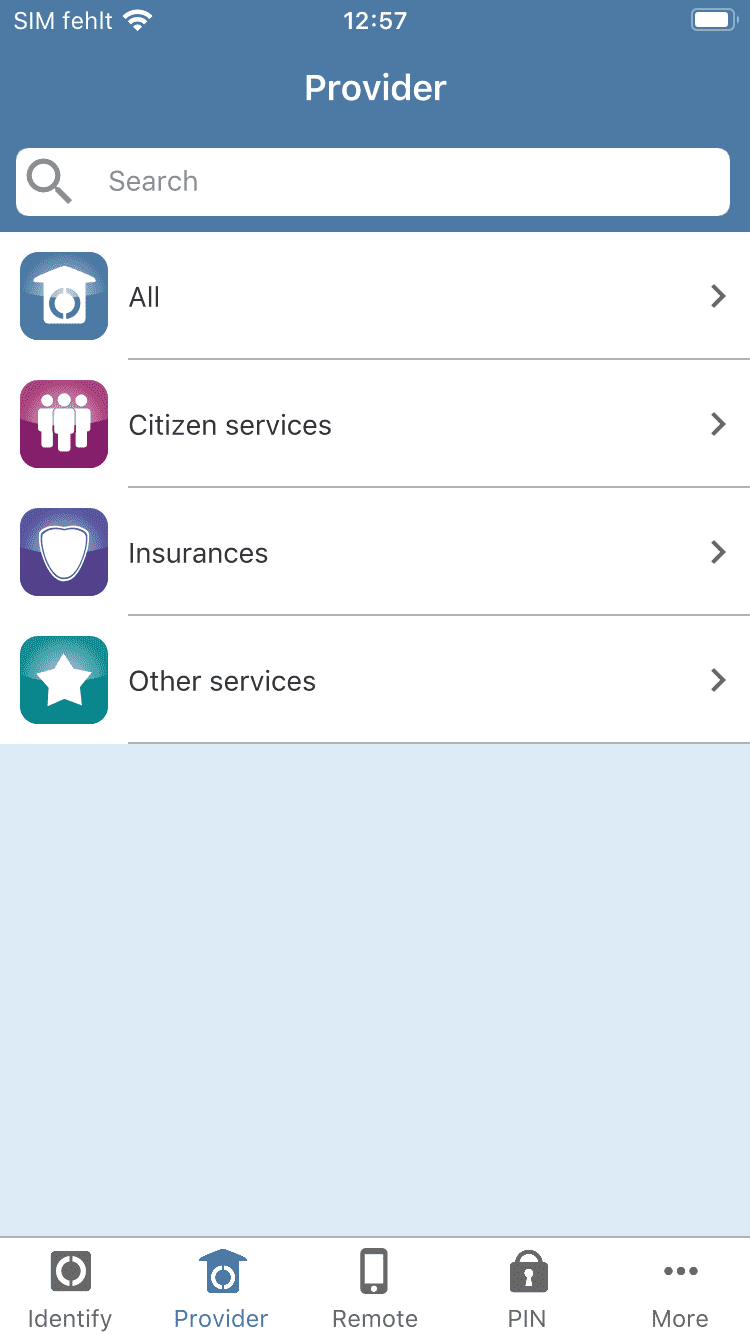 SIM fehlt 12:57
Provider
Search
All
Citizen services
Insurances
Other services
Identify Provider Remote PIN More